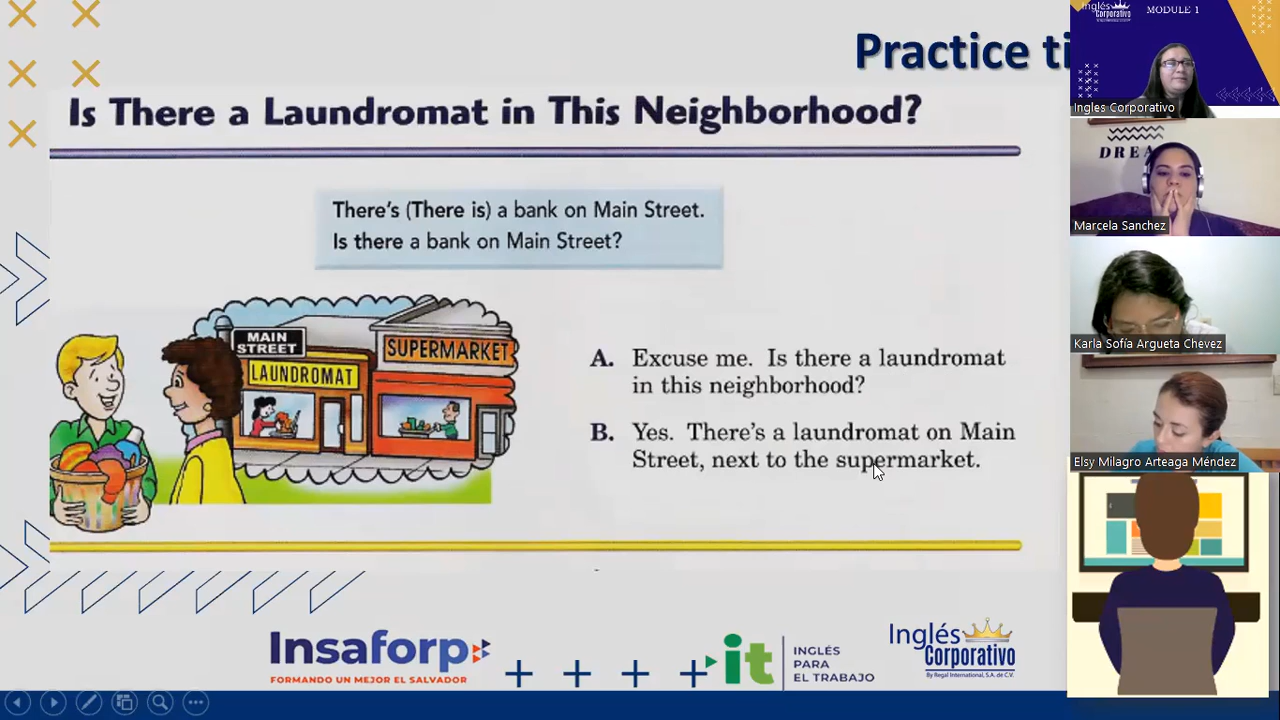 Practice ti
Is There a Laundromat in This Neighborhood?
There's (There is) a bank on Main Street.
Is there a bank on Main Street?
MAIN
STREET
LAUNDROMAT
SUPERMARKET
A. Excuse me. Is there a laundromat
in this neighborhood?
B. Yes. There's a laundromat on Main
Street, next to the supermarket.
Insaforp
FORMANDO UN MEJOR EL SALVADOR
it
INGLÉS
PARA
EL TRABAJO
Inglés
Corporativo
By Regal International, S.A. de C.V.
Inglés
Corporativo
MODULE 1
Ingles Corporativo
DREA
Marcela Sanchez
Karla Sofía Argueta Chevez
Elsy Milagro Arteaga Méndez